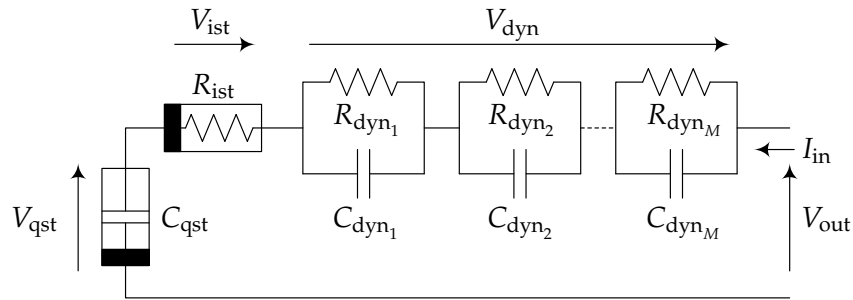 V_ist
V_dyn
R_ist
R_dyn_1
R_dyn_2
R_dyn_M
I_in
V_qst
C_qst
C_dyn_1
C_dyn_2
C_dyn_M
V_out